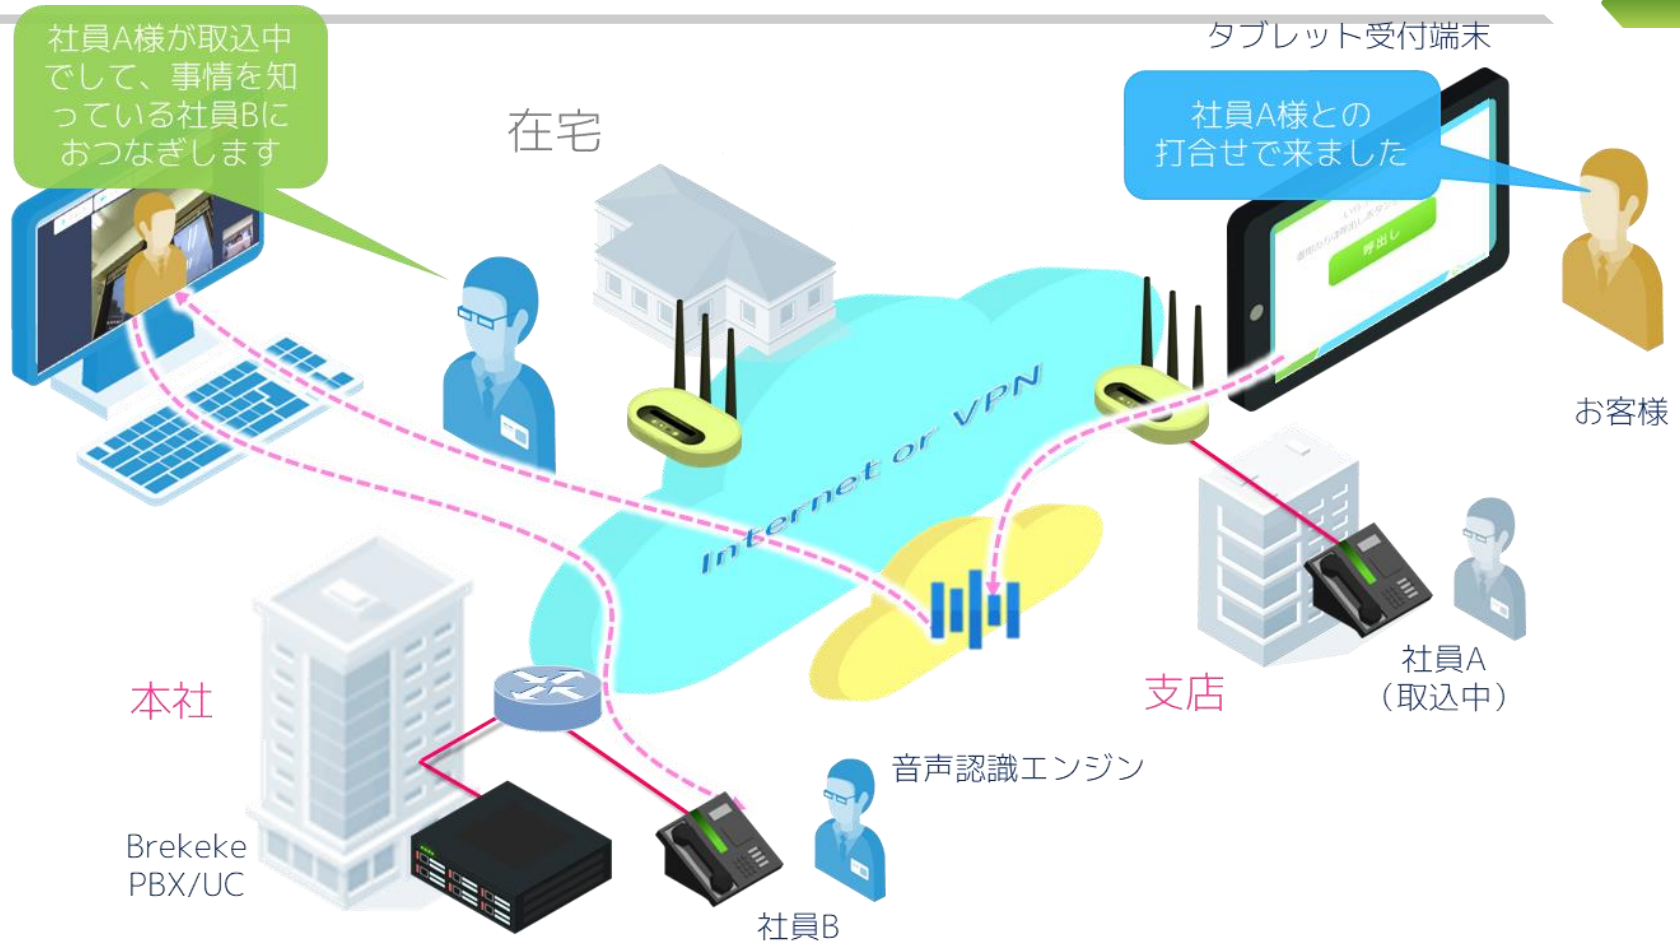 社員A様が取込中
でして、事情を知
っている社員Bに
おつなぎします
在宅
タブレット受付端末
社員A様との
打合せで来ました
呼出し
お客様
Internet or VPN
本社
支店
社員A
（取込中）
音声認識エンジン
Brekeke
PBX/UC
社員B